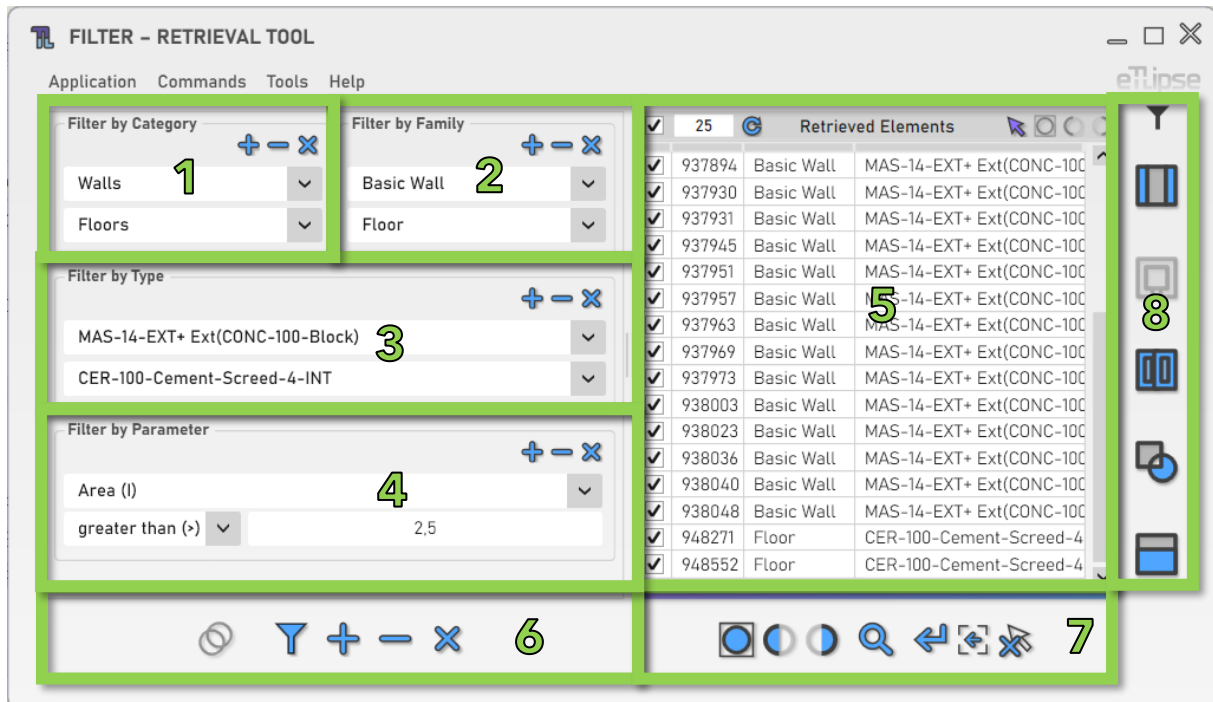 FILTER – RETRIEVAL TOOL
Application Commands Tools Help
eTLipse
Filter by Category
1
Walls
Floors
Filter by Family
2
Basic Wall
Floor
Filter by Type
MAS-14-EXT+ Ext(CONC-100-Block)
3
CER-100-Cement-Screed-4-INT
Filter by Parameter
Area (I)
4
greater than (>) 2,5
25 Retrieved Elements
937894 Basic Wall MAS-14-EXT+ Ext(CONC-100
937930 Basic Wall MAS-14-EXT+ Ext(CONC-100
937931 Basic Wall MAS-14-EXT+ Ext(CONC-100
937945 Basic Wall MAS-14-EXT+ Ext(CONC-100
937951 Basic Wall MAS-14-EXT+ Ext(CONC-100
937957 Basic Wall MAS-14-EXT+ Ext(CONC-100
5
937963 Basic Wall MAS-14-EXT+ Ext(CONC-100
937969 Basic Wall MAS-14-EXT+ Ext(CONC-100
937973 Basic Wall MAS-14-EXT+ Ext(CONC-100
938003 Basic Wall MAS-14-EXT+ Ext(CONC-100
938023 Basic Wall MAS-14-EXT+ Ext(CONC-100
938036 Basic Wall MAS-14-EXT+ Ext(CONC-100
938040 Basic Wall MAS-14-EXT+ Ext(CONC-100
938048 Basic Wall MAS-14-EXT+ Ext(CONC-100
948271 Floor CER-100-Cement-Screed-4
948552 Floor CER-100-Cement-Screed-4
8
6
7